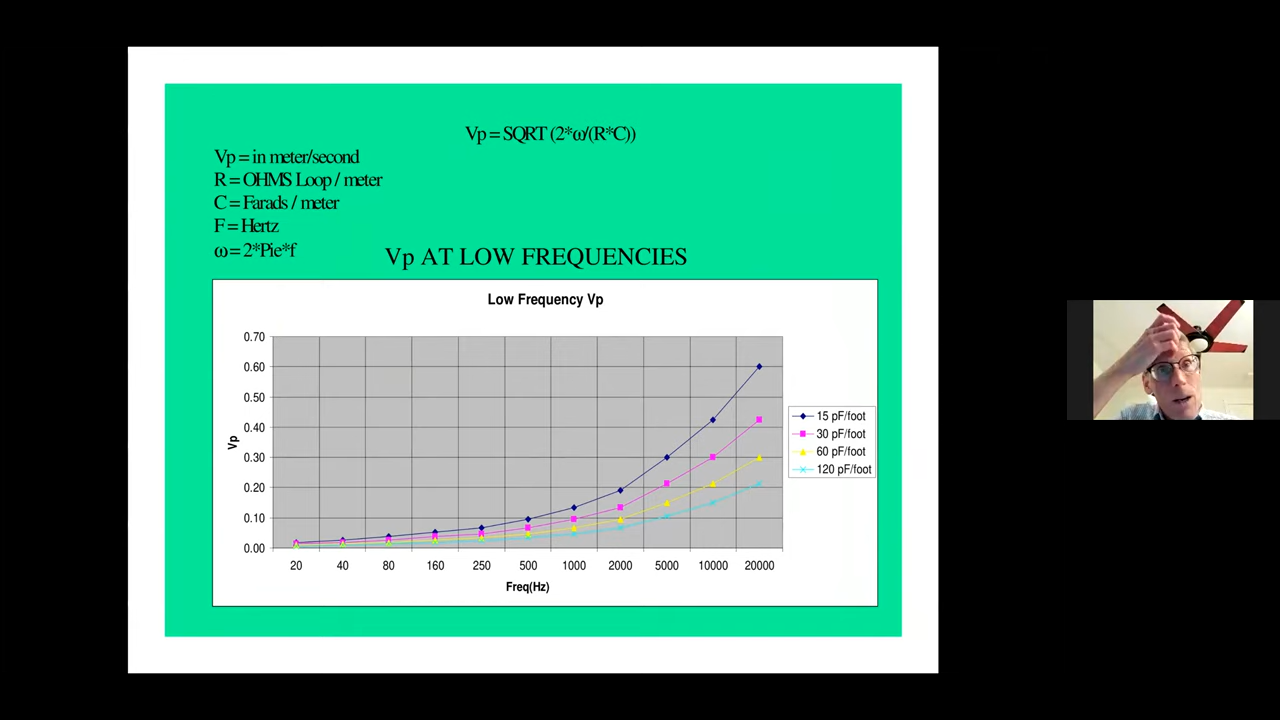 Vp = SQRT (2*ω/(R*C))
Vp = in meter/second
R = OHMS Loop / meter
C = Farads / meter
F = Hertz
ω = 2*Pie*f
Vp AT LOW FREQUENCIES
Low Frequency Vp
0.70
0.60
0.50
0.40
0.30
0.20
0.10
0.00
Vp
20 40 80 160 250 500 1000 2000 5000 10000 20000
Freq(Hz)
15 pF/foot
30 pF/foot
60 pF/foot
120 pF/foot